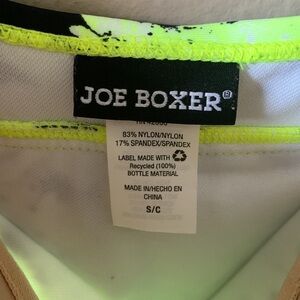 JOE BOXER®
83% NYLON/NYLON
17% SPANDEX/SPANDEX
LABEL MADE WITH
Recycled (100%)
BOTTLE MATERIAL
MADE IN/HECHO EN
CHINA
S/C